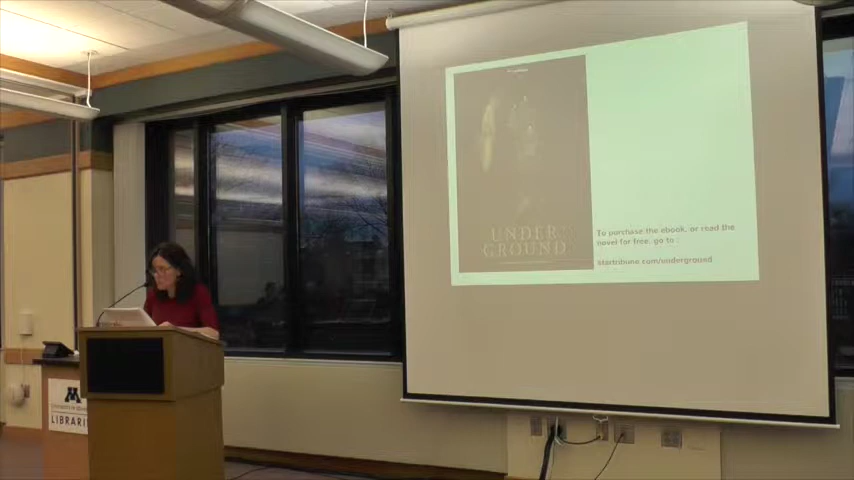 UNDER
GROUND
To purchase the ebook, or read the
novel for free, go to :
startribune.com/underground
M
LIBRARIES